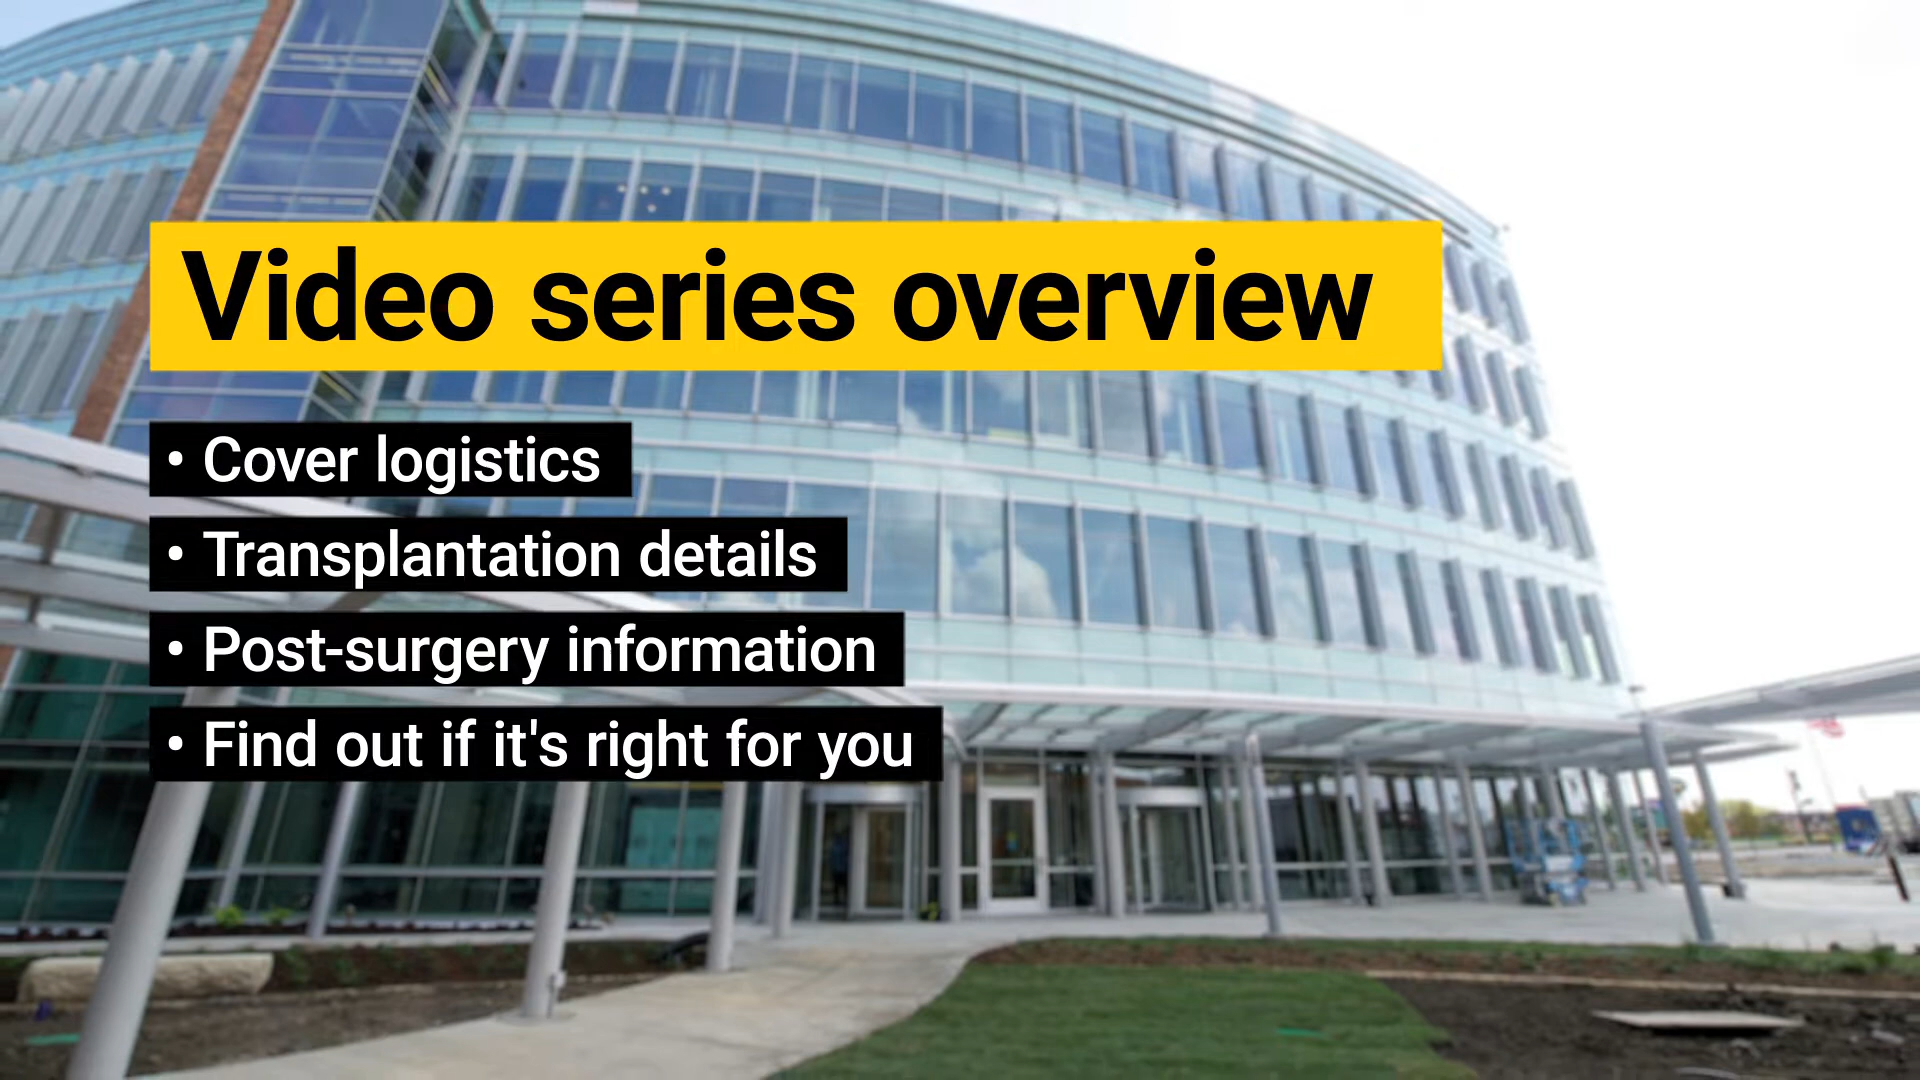 Video series overview
• Cover logistics
• Transplantation details
• Post-surgery information
• Find out if it's right for you